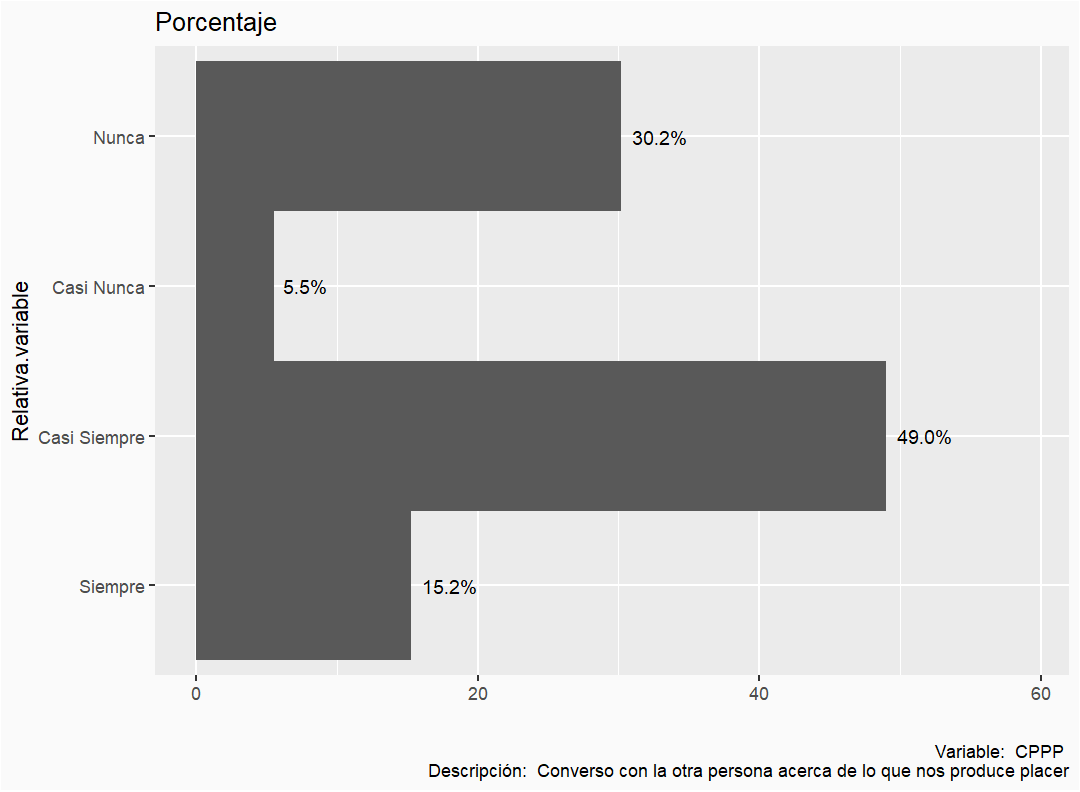 Porcentaje
Relativa.variable
Nunca
30.2%
Casi Nunca
5.5%
Casi Siempre
49.0%
Siempre
15.2%
0 20 40 60
Variable: CPPP
Descripción: Converso con la otra persona acerca de lo que nos produce placer